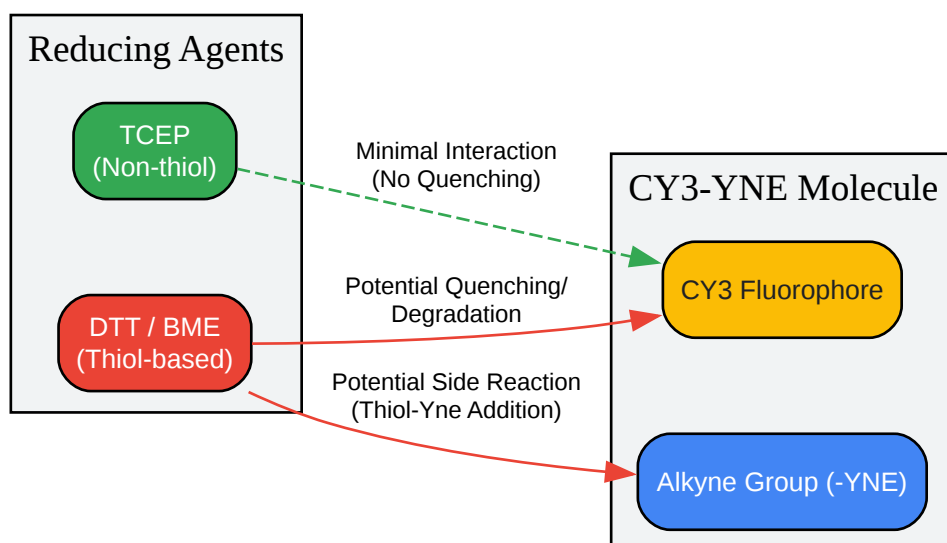 Reducing Agents
TCEP
(Non-thiol)
DTT / BME
(Thiol-based)
Minimal Interaction
(No Quenching)
Potential Quenching/
Degradation
Potential Side Reaction
(Thiol-Yne Addition)
CY3-YNE Molecule
CY3 Fluorophore
Alkyne Group (-YNE)